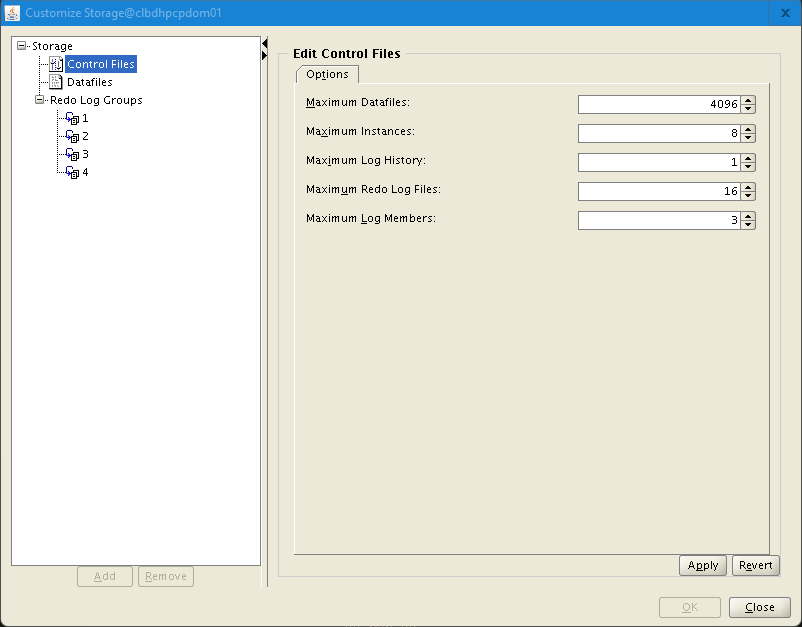 Customize Storage@clbdhpcpdom01
Storage
Control Files
Datafiles
Redo Log Groups
1
2
3
4
Add Remove
Edit Control Files
Options
Maximum Datafiles: 4096
Maximum Instances: 8
Maximum Log History: 1
Maximum Redo Log Files: 16
Maximum Log Members: 3
Apply Revert
OK Close